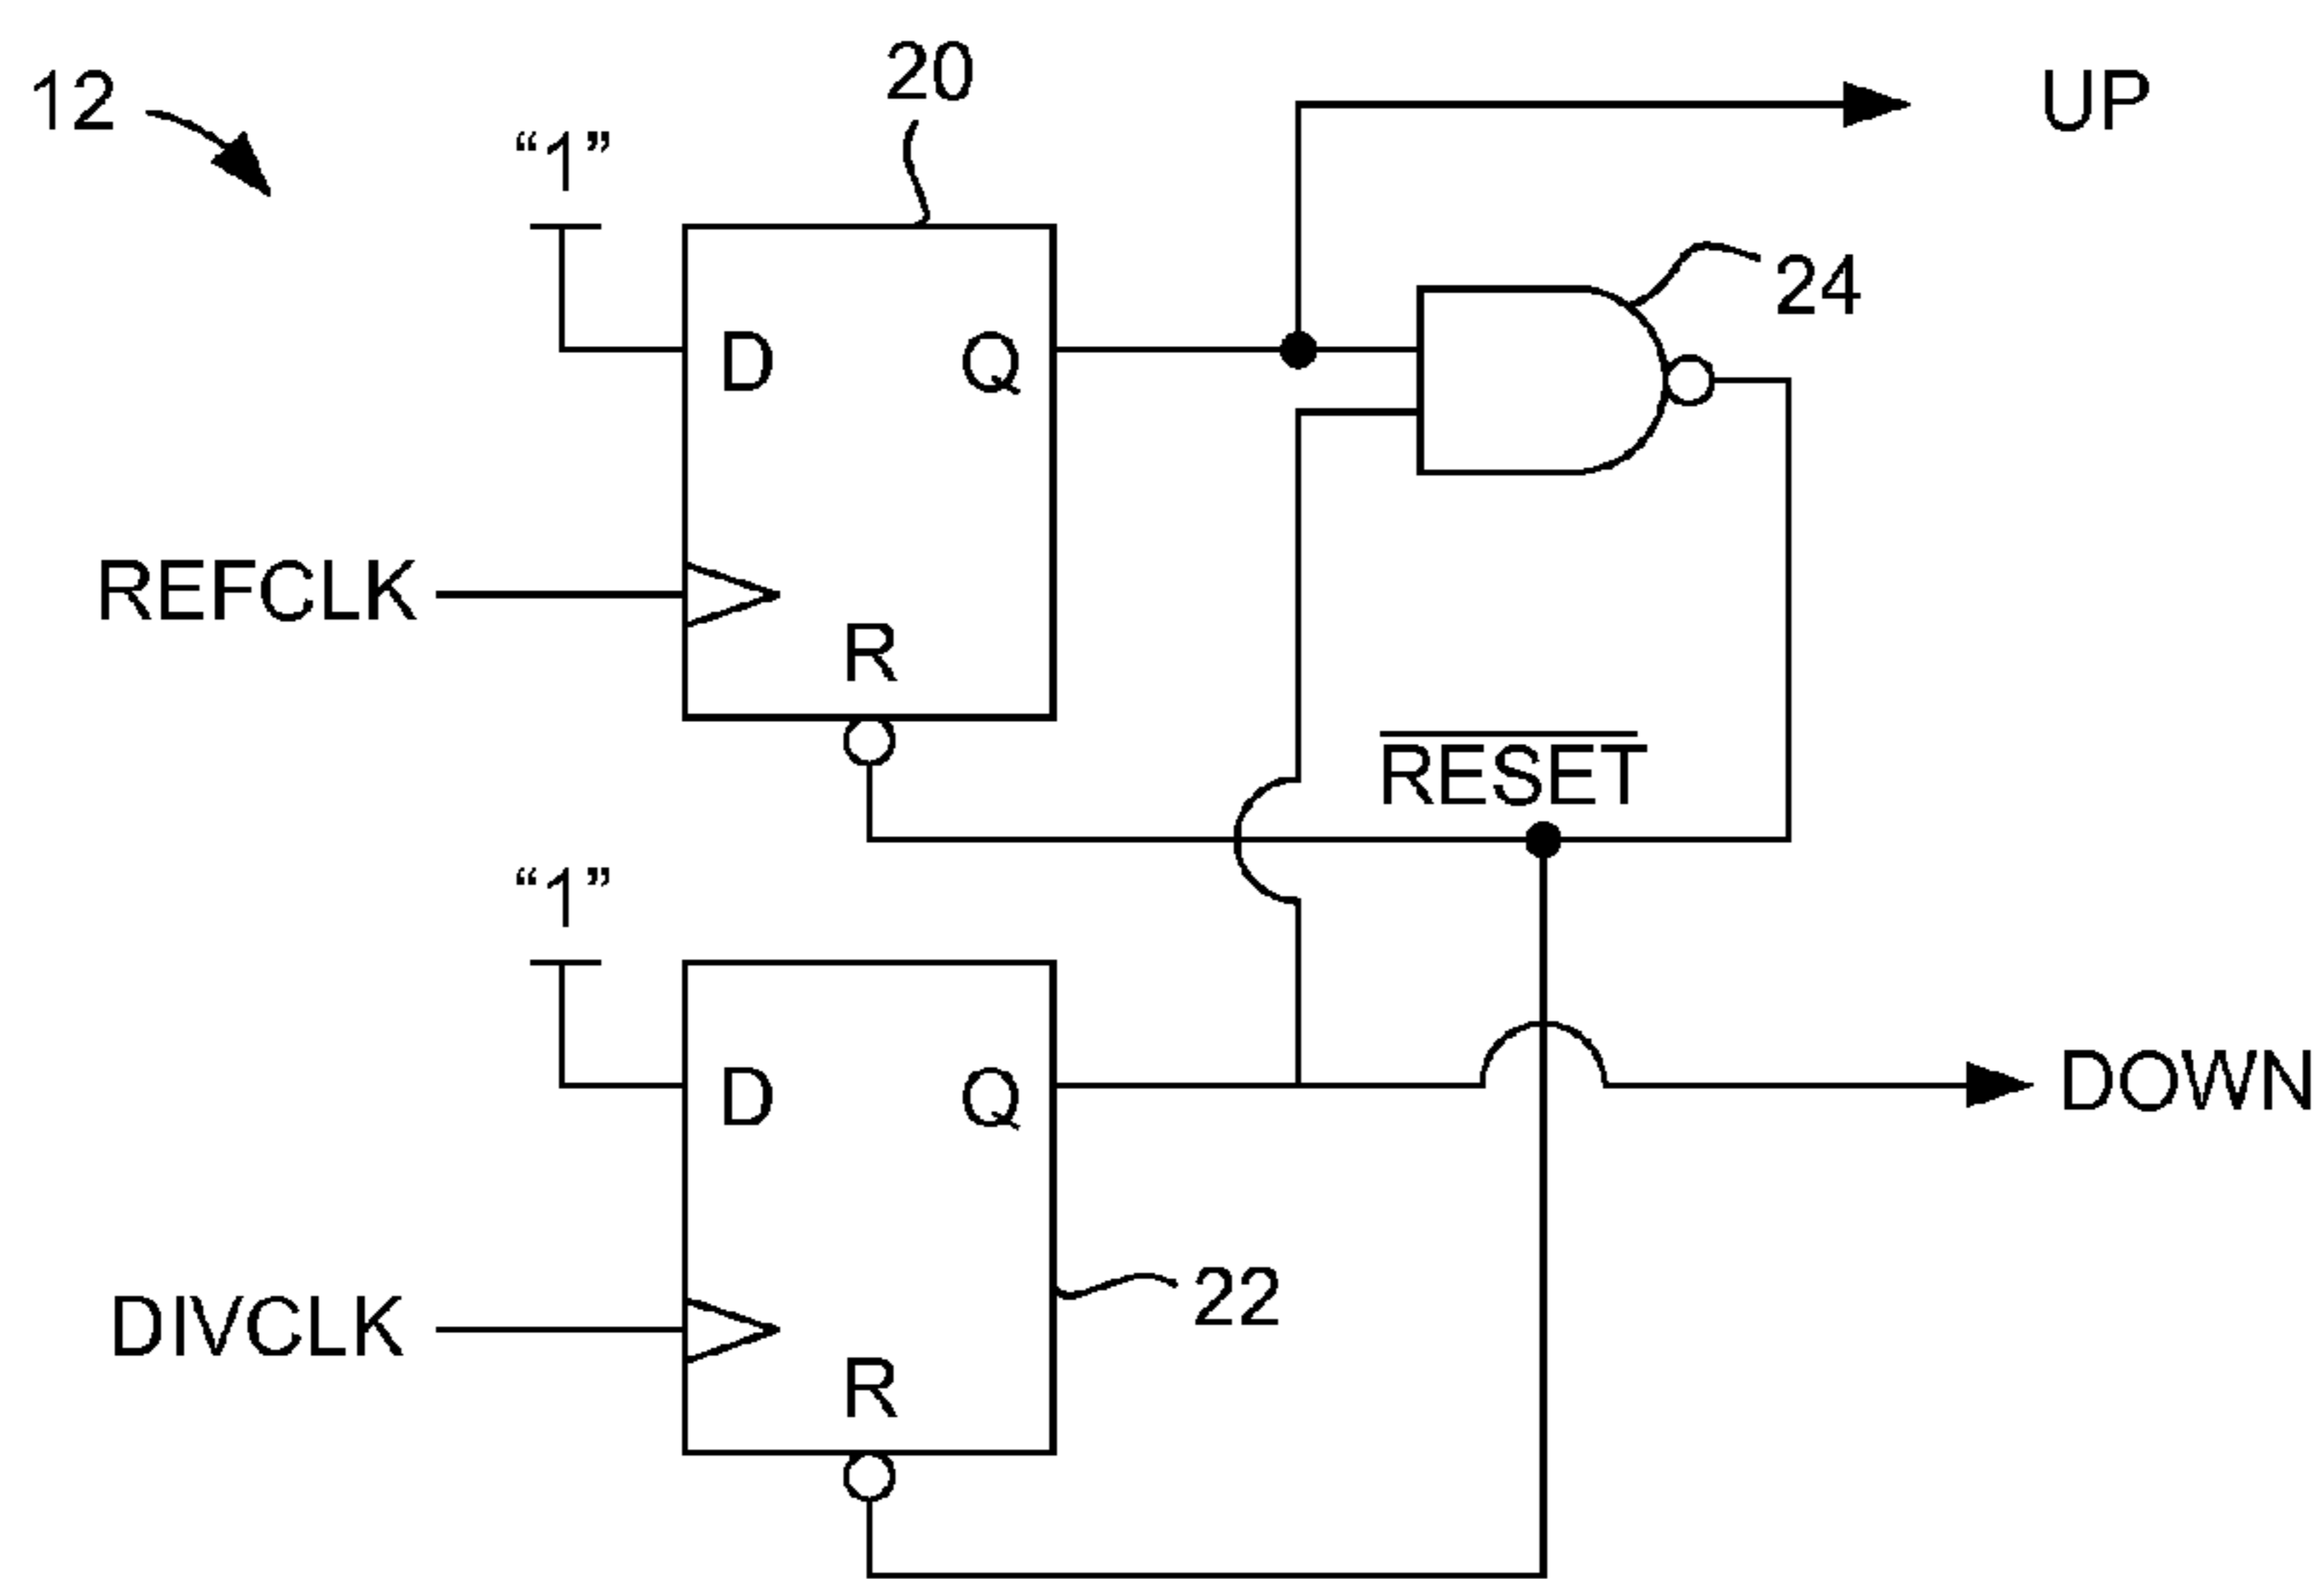 12
20
UP
“1”
24
D
Q
REFCLK
R
RESET
“1”
D
Q
DOWN
22
DIVCLK
R